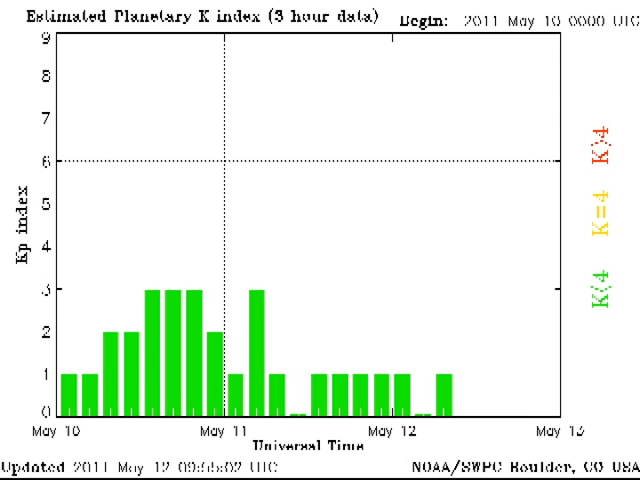 Estimated Planetary K index (3 hour data) Begin: 2011 May 10 0000 UTC
9
8
7
6
5
4
3
2
1
0
Kp index
K<4 K=4 K>4
May 10 May 11 May 12 May 13
Universal Time
Updated 2011 May 12 09:55:02 UTC NOAA/SWPC Boulder, CO USA